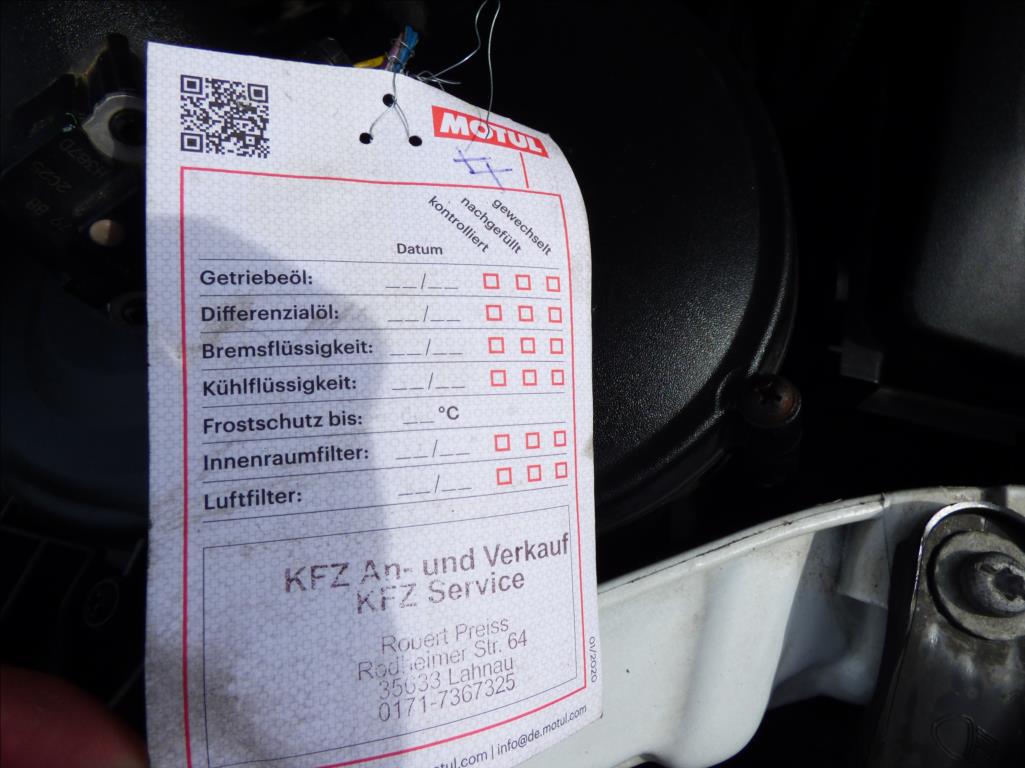 MOTUL
gewechselt
nachgefüllt
kontrolliert
Datum
Getriebeöl: __/__
Differenzialöl: __/__
Bremsflüssigkeit: __/__
Kühlflüssigkeit: __/__
Frostschutz bis: __°C
Innenraumfilter: __/__
Luftfilter: __/__
KFZ An- und Verkauf
KFZ Service
Robert Preiss
Rodheimer Str. 64
35633 Lahnau
0171-7367325
01/2020
| info@de.motul.com